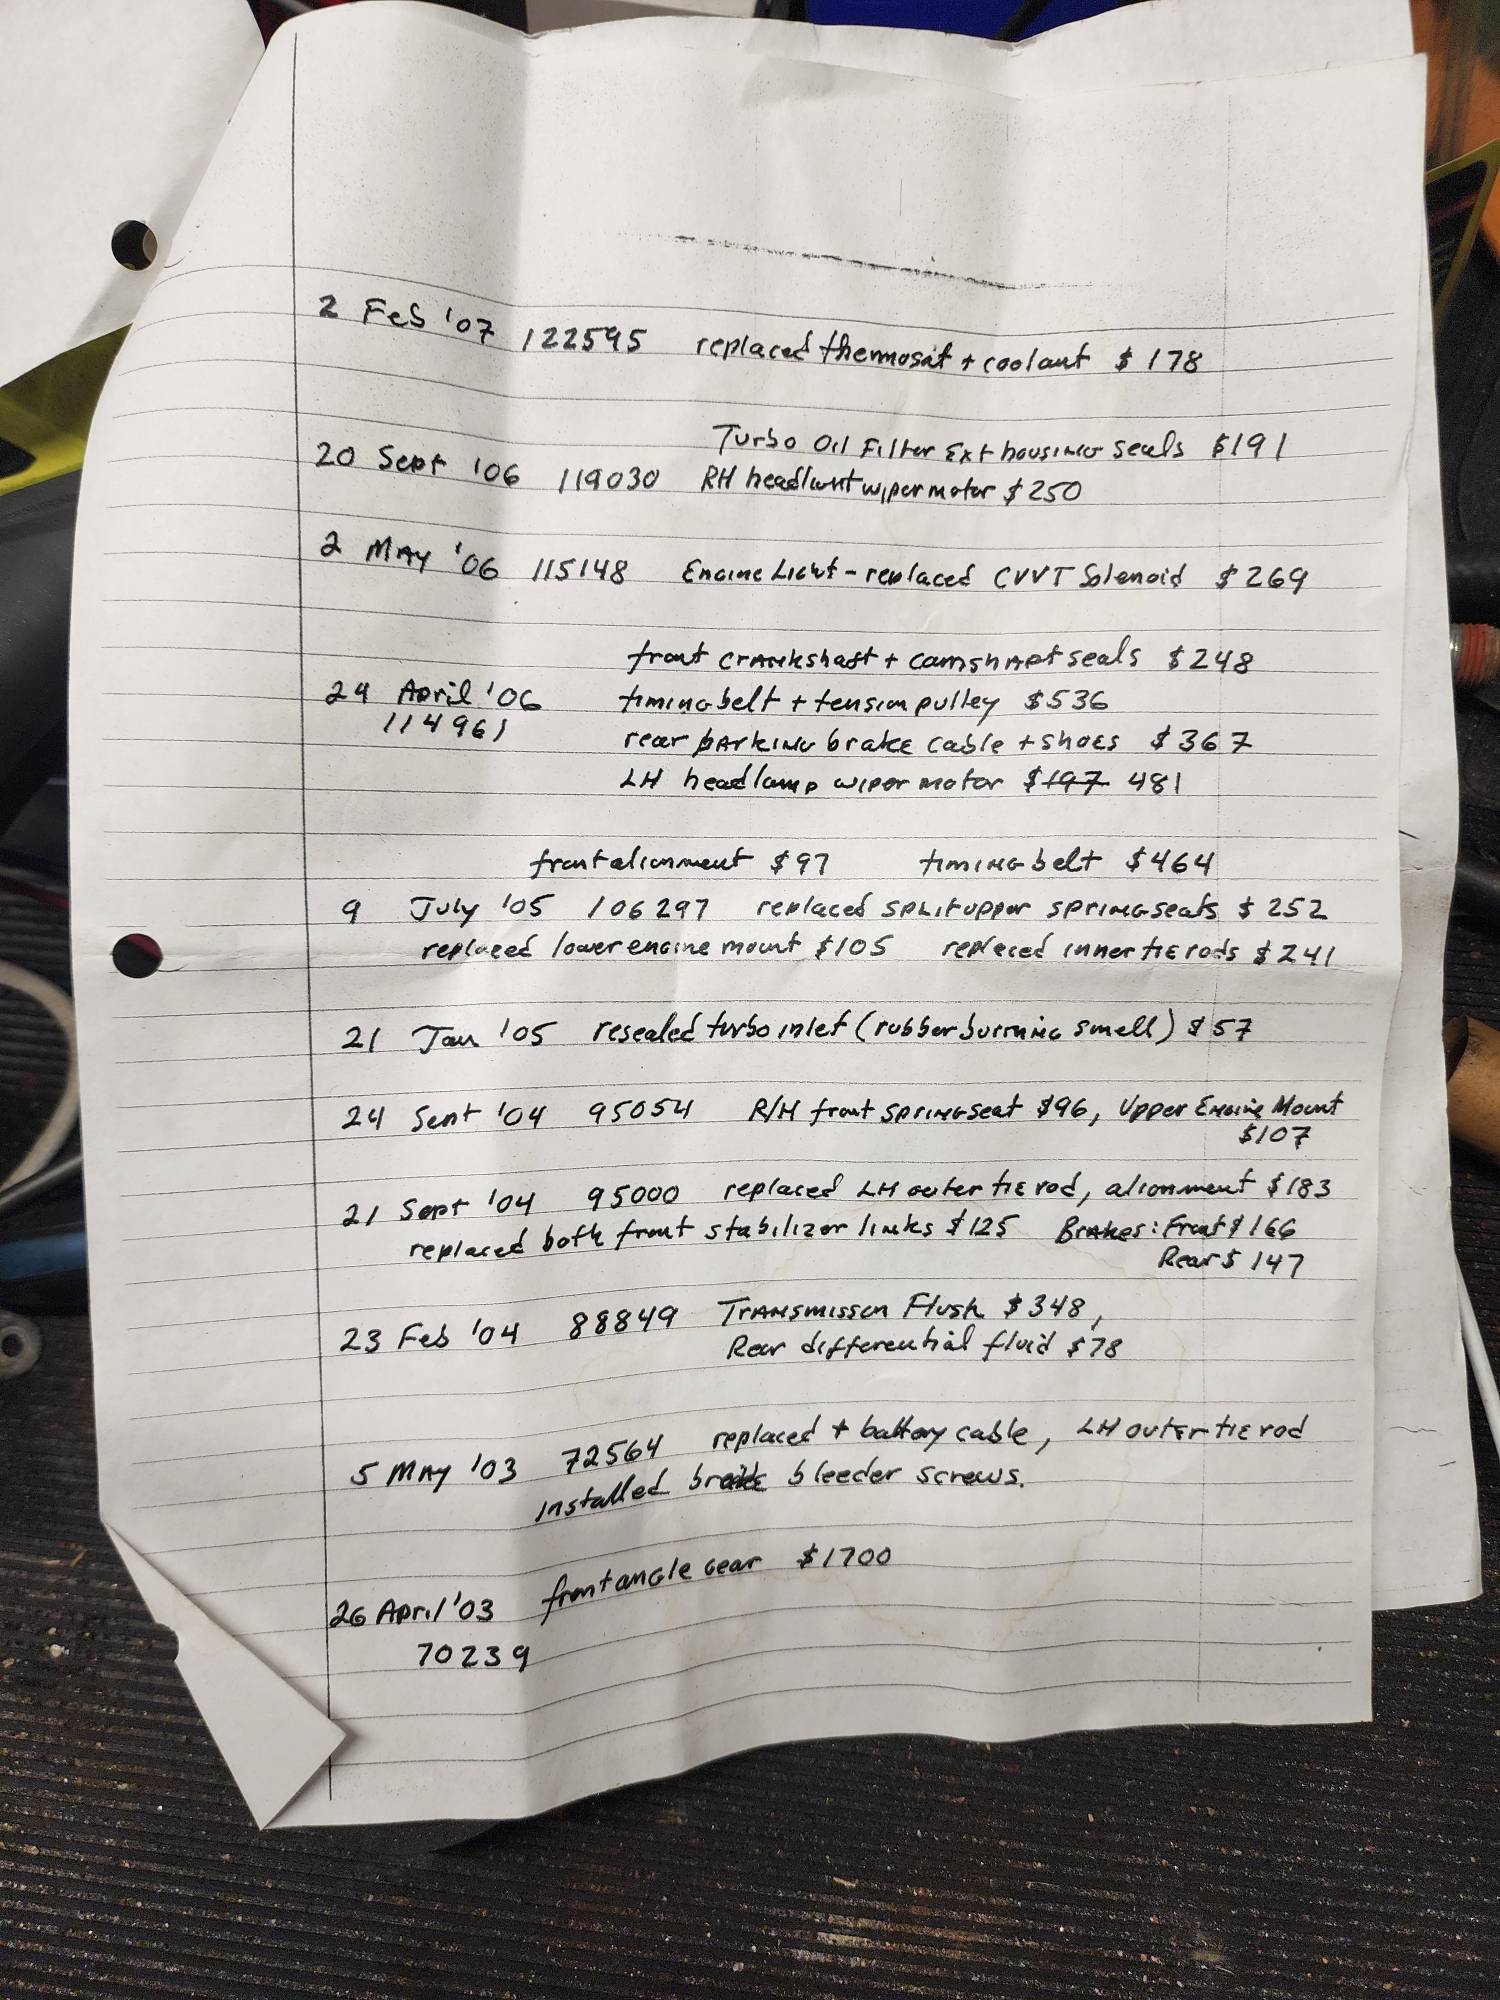 2 Feb '07 122595 replaced thermosat + coolant $178
Turbo Oil Filter Ext housing seals $191
20 Sept '06 119030 RH headlight wiper motor $250
2 May '06 115148 Engine Light - replaced CVVT Solenoid $269
front crankshaft + camshaft seals $248
24 April '06 timing belt + tension pulley $536
114961 rear parking brake cable + shoes $367
LH headlamp wiper motor $197 481
front alignment $97 timing belt $464
9 July '05 106297 replaced split upper spring seats $252
replaced lower engine mount $105 replaced inner tie rods $241
21 Jan '05 resealed turbo inlet (rubber burning smell) $57
24 Sept '04 95054 R/H front spring seat $96, Upper Engine Mount
$107
21 Sept '04 95000 replaced LH outer tie rod, alignment $183
replaced both front stabilizer links $125 Brakes: Front $166
Rear $147
23 Feb '04 88849 Transmisson Flush $348,
Rear differential fluid $78
5 May '03 72564 replaced + battery cable, LH outer tie rod
installed brake bleeder screws.
26 April '03 front angle gear $1700
70239